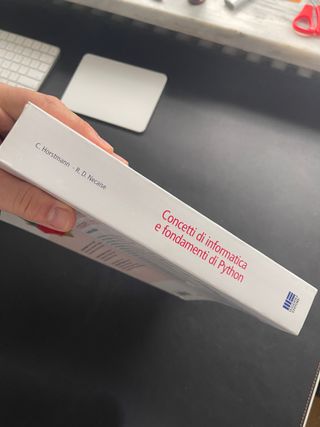 C. Horstmann - R. D. Necaise
Concetti di informatica
e fondamenti di Python